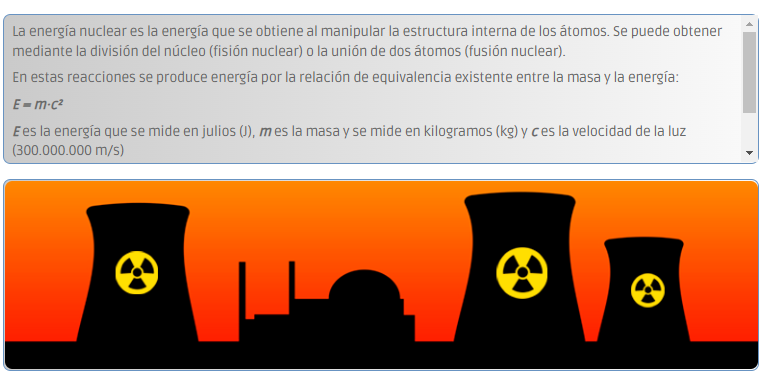 La energía nuclear es la energía que se obtiene al manipular la estructura interna de los átomos. Se puede obtener
mediante la división del núcleo (fisión nuclear) o la unión de dos átomos (fusión nuclear).
En estas reacciones se produce energía por la relación de equivalencia existente entre la masa y la energía:
E = m·c²
E es la energía que se mide en julios (J), m es la masa y se mide en kilogramos (kg) y c es la velocidad de la luz
(300.000.000 m/s)